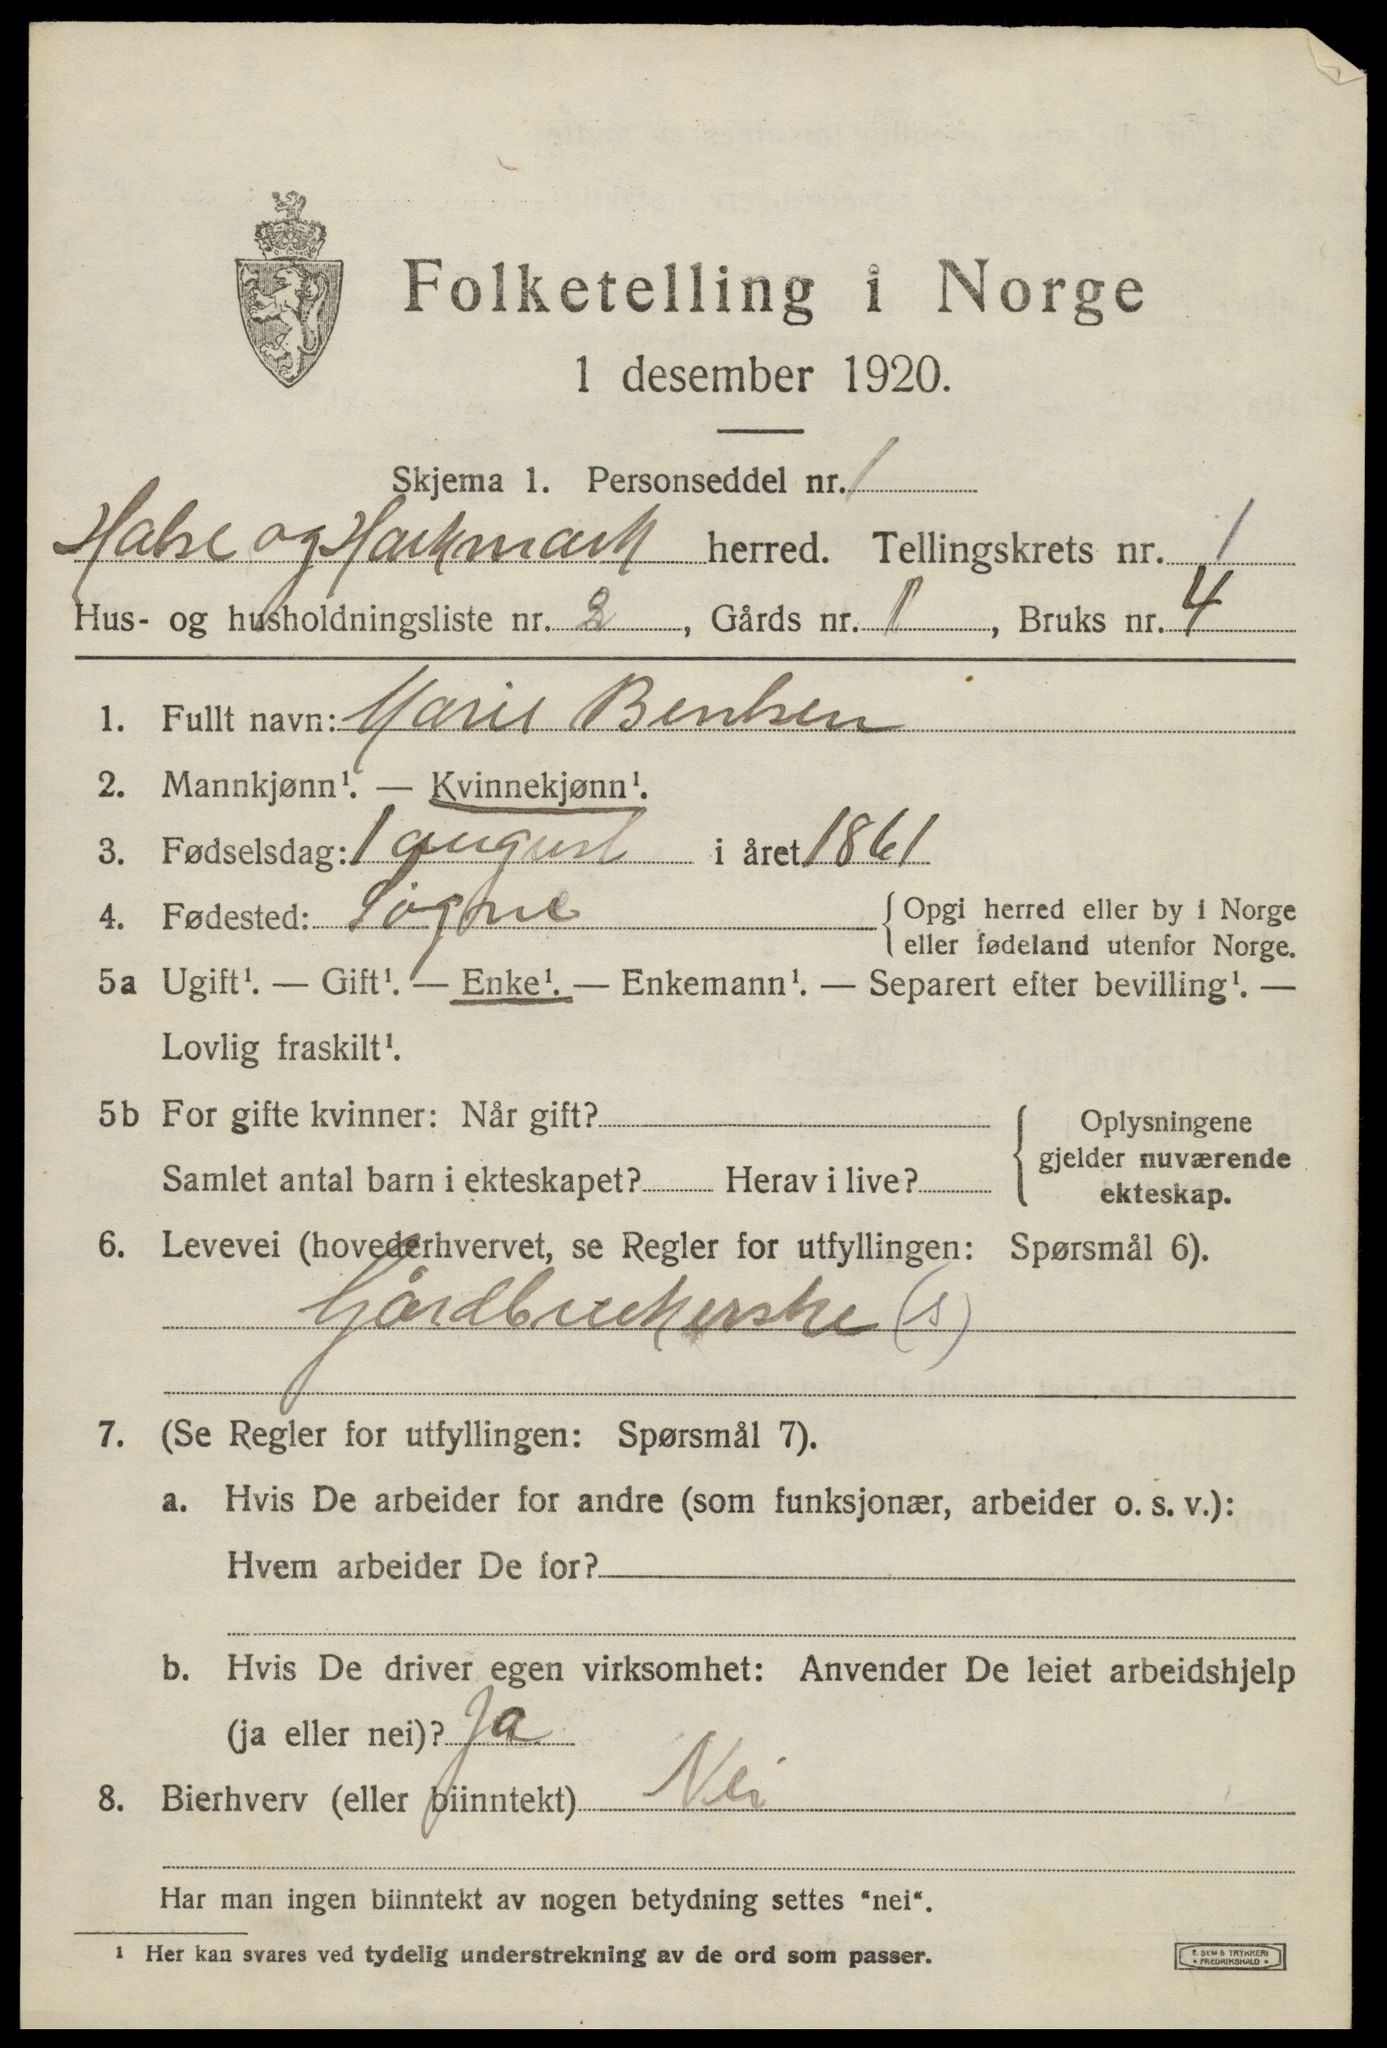 Folketelling i Norge
1 desember 1920.
Skjema 1. Personseddel nr. 1
Halse og Harkmark herred. Tellingskrets nr. 1
Hus- og husholdningsliste nr. 2, Gårds nr. 1, Bruks nr. 4
1. Fullt navn: Marie Bentsen
2. Mannkjønn¹. — Kvinnekjønn¹.
3. Fødselsdag: 1 august i året 1861
4. Fødested: Søgne { Opgi herred eller by i Norge
eller fødeland utenfor Norge.
5a Ugift¹. — Gift¹. — Enke¹. — Enkemann¹. — Separert efter bevilling¹. —
Lovlig fraskilt¹.
5b For gifte kvinner: Når gift?
Samlet antal barn i ekteskapet? Herav i live?
Oplysningene
gjelder nuværende
ekteskap.
6. Levevei (hovederhvervet, se Regler for utfyllingen: Spørsmål 6).
Gårdbrukerske (s)
7. (Se Regler for utfyllingen: Spørsmål 7).
a. Hvis De arbeider for andre (som funksjonær, arbeider o. s. v.):
Hvem arbeider De for?
b. Hvis De driver egen virksomhet: Anvender De leiet arbeidshjelp
(ja eller nei)? Ja
8. Bierhverv (eller biinntekt) Nei
Har man ingen biinntekt av nogen betydning settes "nei".
¹ Her kan svares ved tydelig understrekning av de ord som passer.
E. SEM'S TRYKKERI
• FREDRIKSHALD •